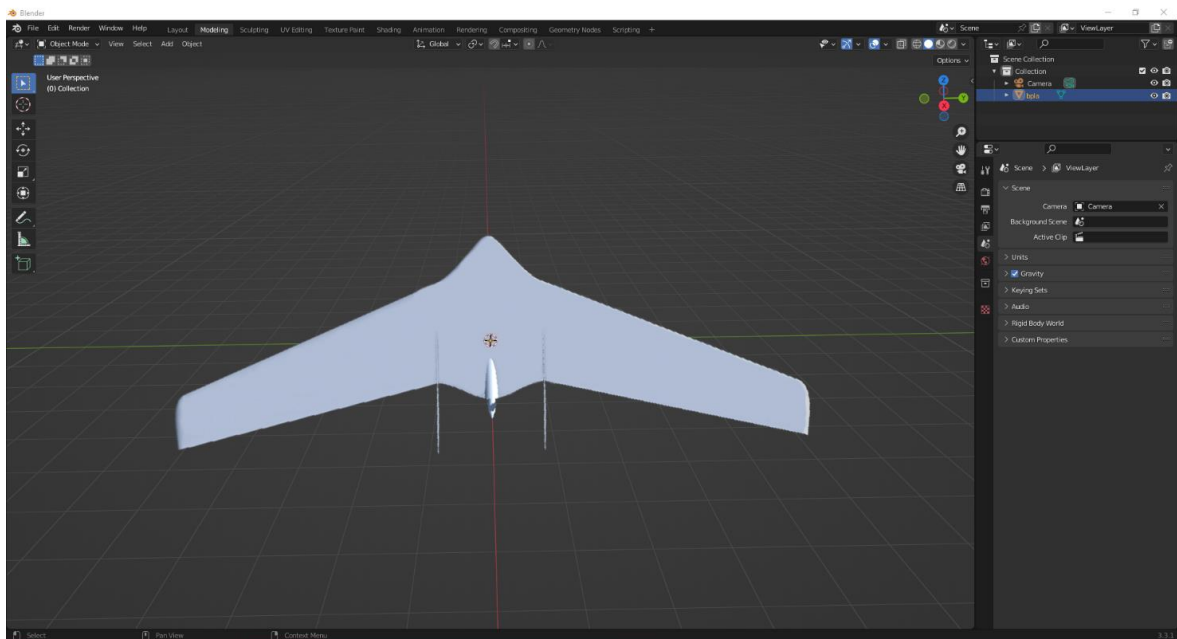 Blender
File Edit Render Window Help Layout Modeling Sculpting UV Editing Texture Paint Shading Animation Rendering Compositing Geometry Nodes Scripting + Scene ViewLayer
Object Mode View Select Add Object Global
Options
User Perspective
(0) Collection
Z
Y
X
Scene Collection
Collection
Camera
bpla
Scene > ViewLayer
Scene
Camera Camera
Background Scene
Active Clip
Units
Gravity
Keying Sets
Audio
Rigid Body World
Custom Properties
Select Pan View Context Menu 3.3.1